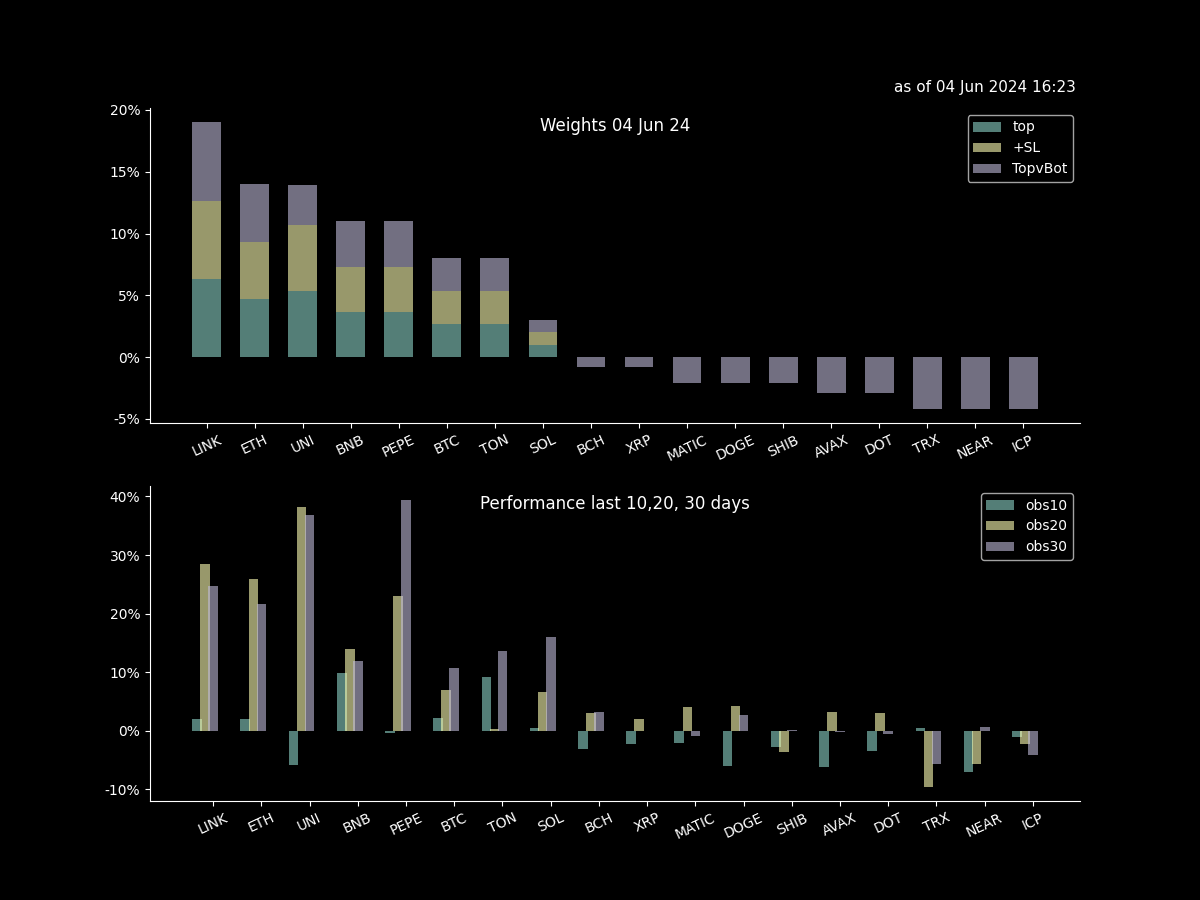 as of 04 Jun 2024 16:23
Weights 04 Jun 24
top
+SL
TopvBot
20%
15%
10%
5%
0%
-5%
LINK ETH UNI BNB PEPE BTC TON SOL BCH XRP MATIC DOGE SHIB AVAX DOT TRX NEAR ICP
Performance last 10,20, 30 days
obs10
obs20
obs30
40%
30%
20%
10%
0%
-10%
LINK ETH UNI BNB PEPE BTC TON SOL BCH XRP MATIC DOGE SHIB AVAX DOT TRX NEAR ICP